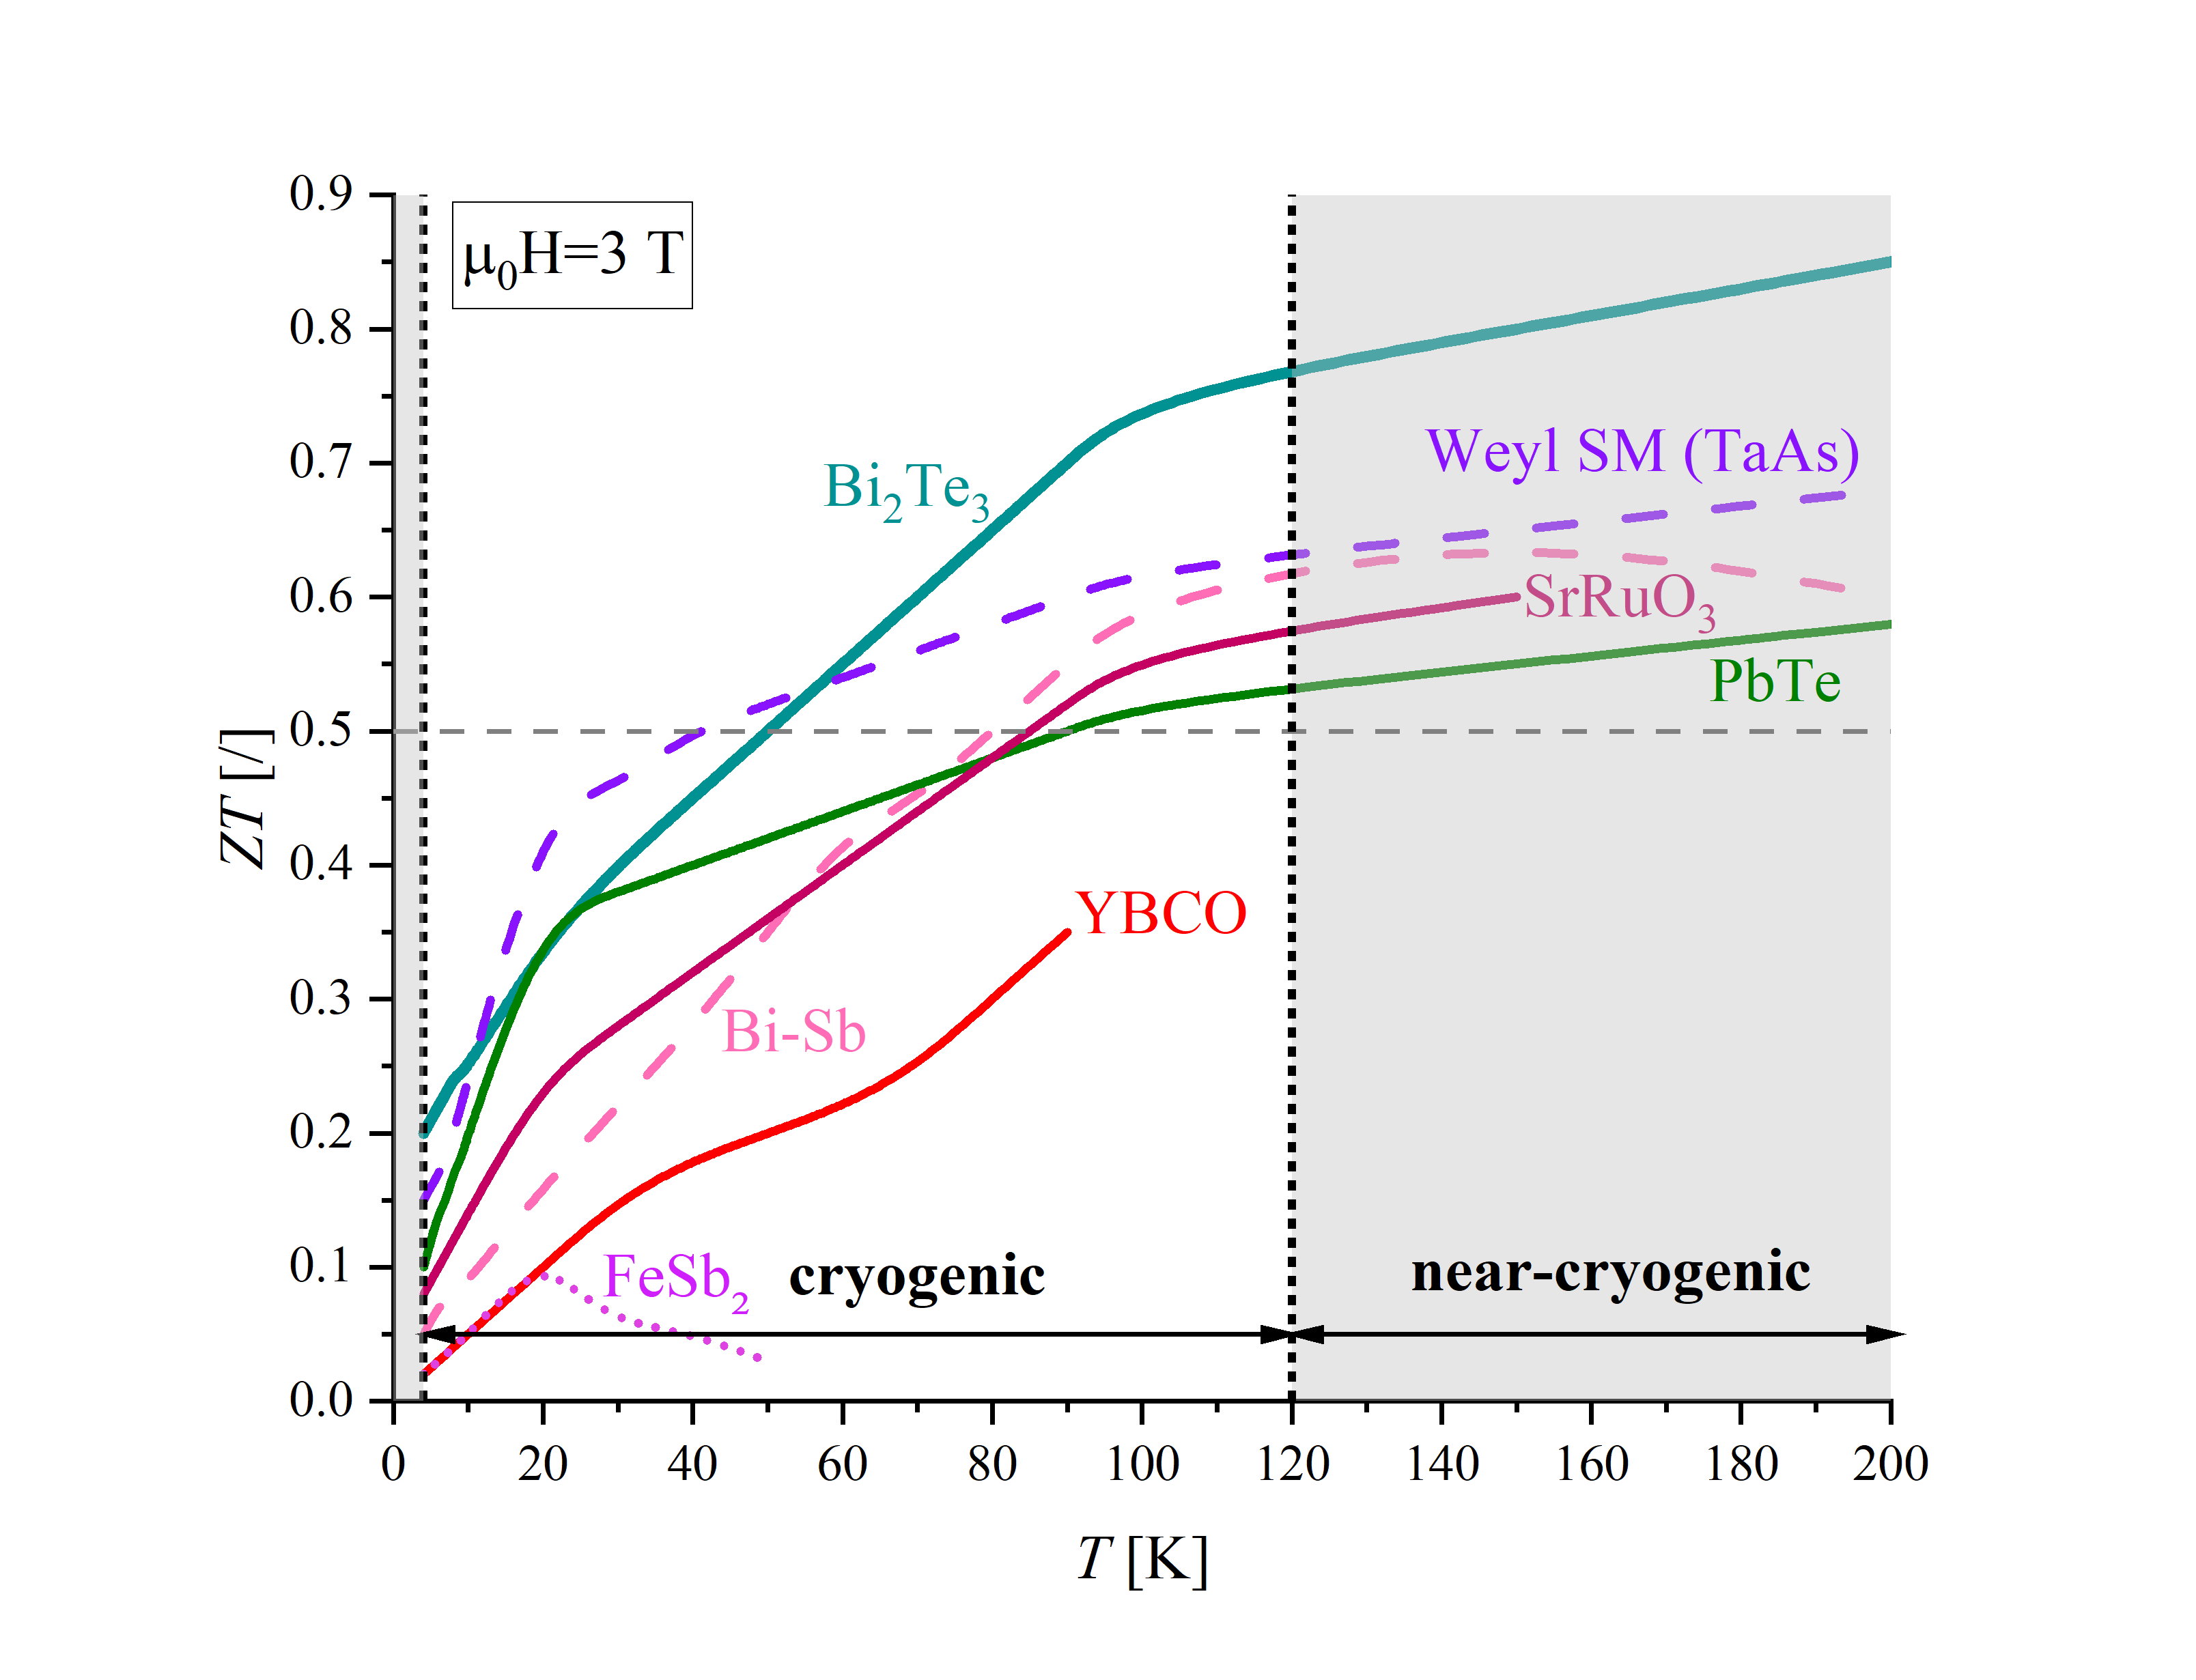 μ₀H=3 T
0.9
0.8
0.7
0.6
0.5
0.4
0.3
0.2
0.1
0.0
ZT [/]
Bi₂Te₃
Weyl SM (TaAs)
SrRuO₃
PbTe
YBCO
Bi-Sb
FeSb₂
cryogenic
near-cryogenic
0 20 40 60 80 100 120 140 160 180 200
T [K]